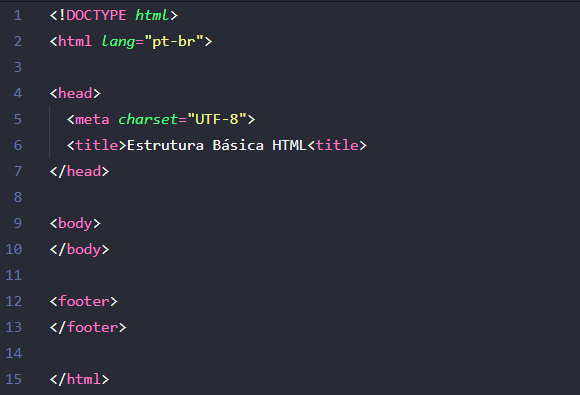 1 <!DOCTYPE html>
2 <html lang="pt-br">
3
4 <head>
5 <meta charset="UTF-8">
6 <title>Estrutura Básica HTML<title>
7 </head>
8
9 <body>
10 </body>
11
12 <footer>
13 </footer>
14
15 </html>